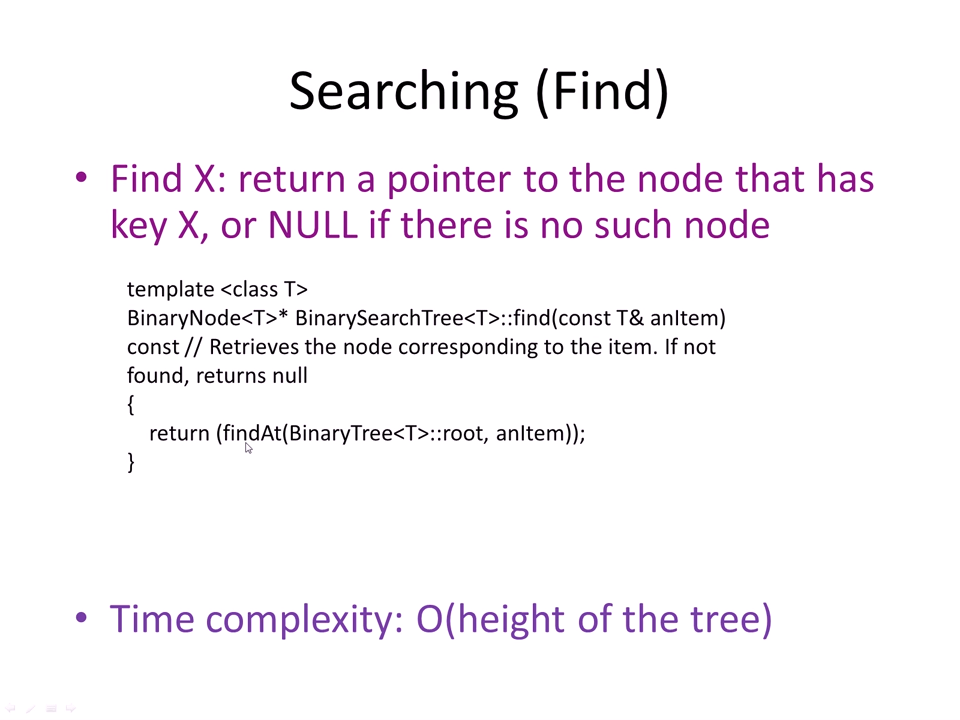 Searching (Find)
• Find X: return a pointer to the node that has
key X, or NULL if there is no such node
template <class T>
BinaryNode<T>* BinarySearchTree<T>::find(const T& anItem)
const // Retrieves the node corresponding to the item. If not
found, returns null
{
return (findAt(BinaryTree<T>::root, anItem));
}
• Time complexity: O(height of the tree)